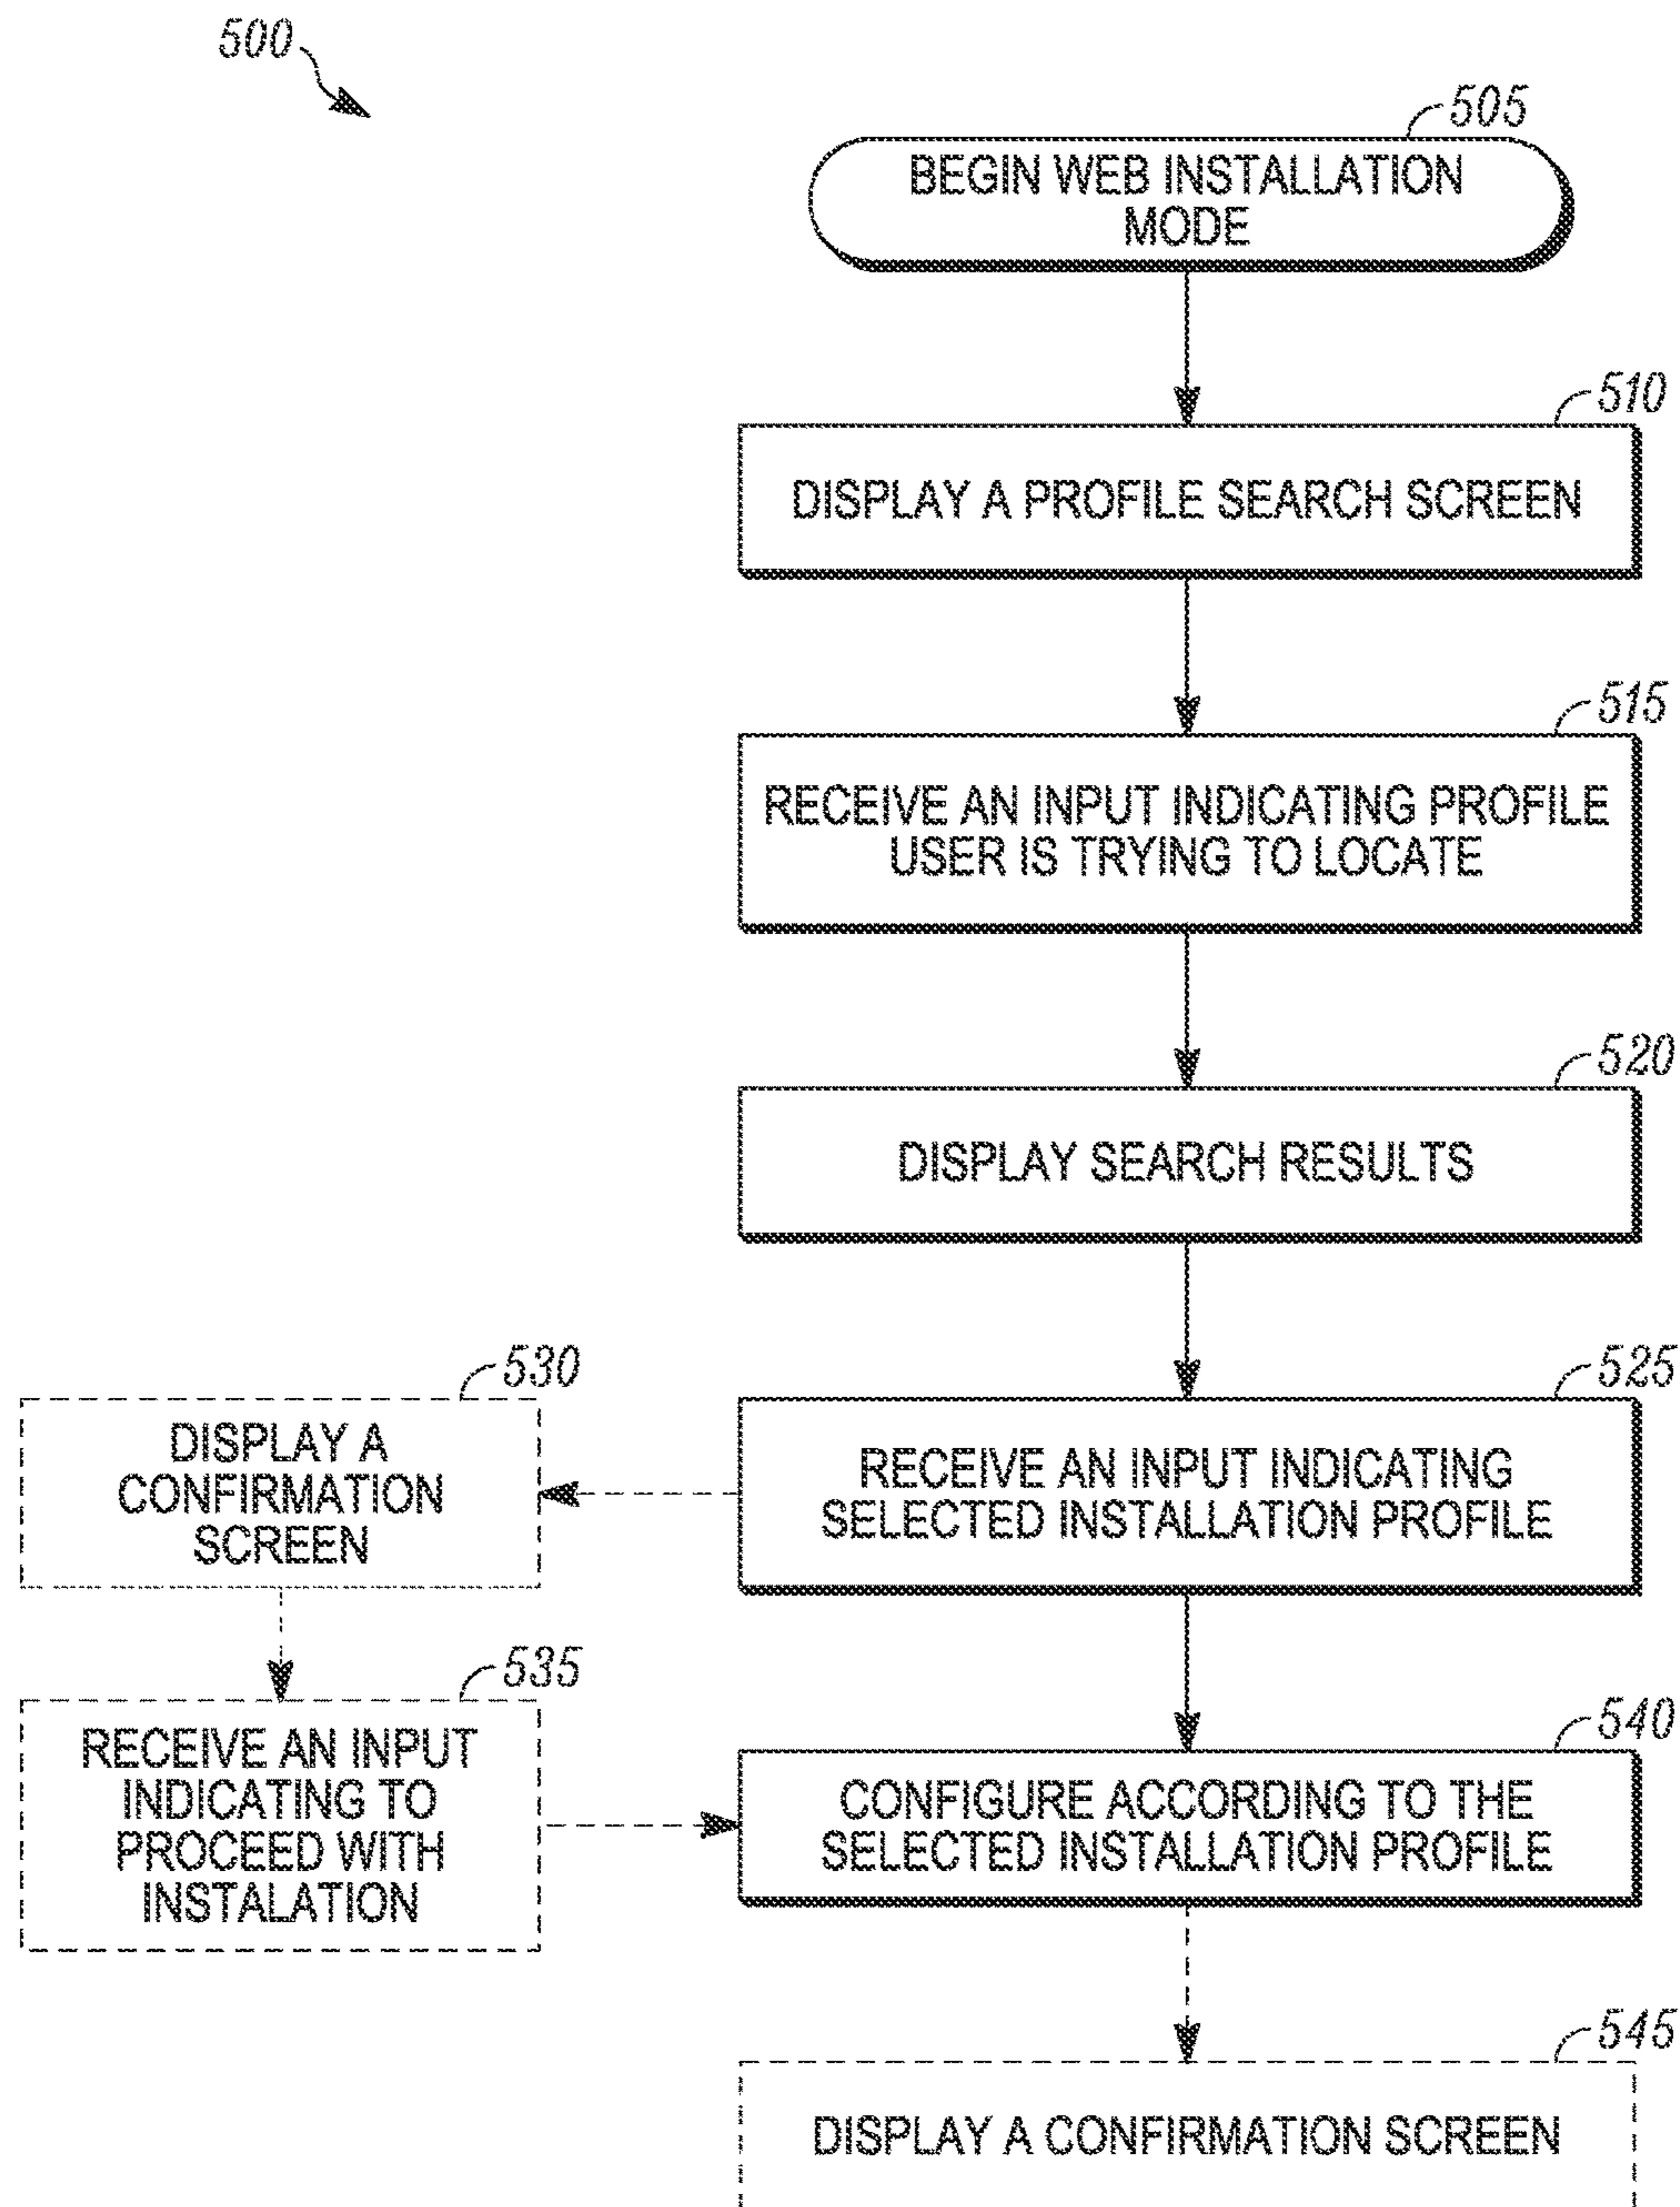 500
505
BEGIN WEB INSTALLATION
MODE
510
DISPLAY A PROFILE SEARCH SCREEN
515
RECEIVE AN INPUT INDICATING PROFILE
USER IS TRYING TO LOCATE
520
DISPLAY SEARCH RESULTS
525
RECEIVE AN INPUT INDICATING
SELECTED INSTALLATION PROFILE
530
DISPLAY A
CONFIRMATION
SCREEN
535
RECEIVE AN INPUT
INDICATING TO
PROCEED WITH
INSTALATION
540
CONFIGURE ACCORDING TO THE
SELECTED INSTALLATION PROFILE
545
DISPLAY A CONFIRMATION SCREEN